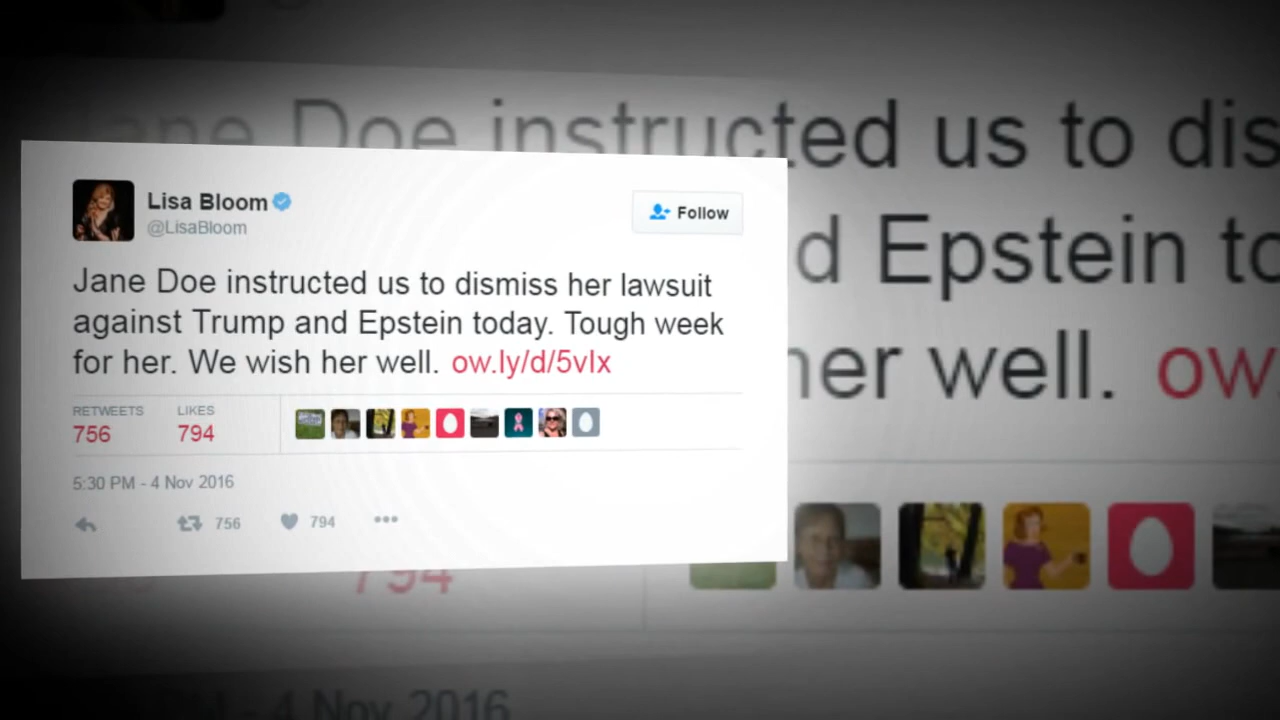 Lisa Bloom
@LisaBloom
Follow
Jane Doe instructed us to dismiss her lawsuit
against Trump and Epstein today. Tough week
for her. We wish her well. ow.ly/d/5vIx
RETWEETS LIKES
756 794
5:30 PM - 4 Nov 2016
756 794
Doe instructed us to dis
d Epstein to
her well. ow
794
- 4 Nov 2016